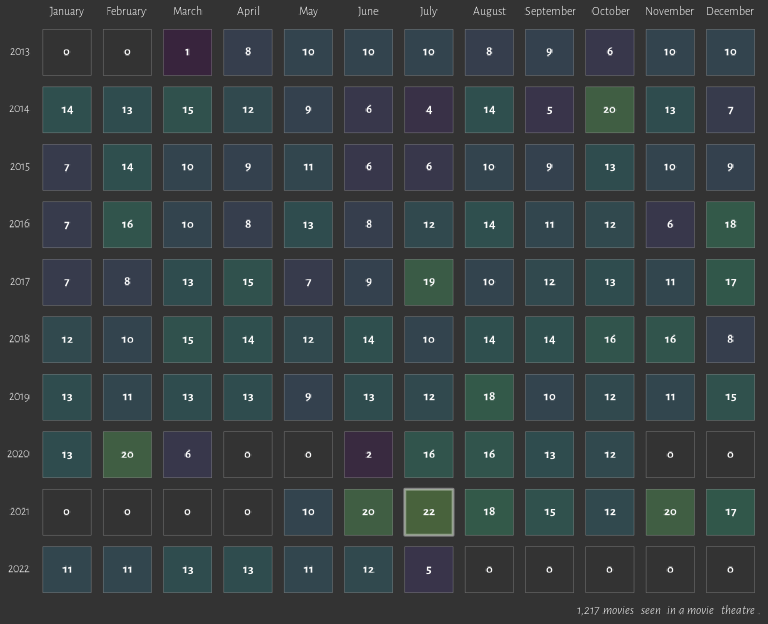 January February March April May June July August September October November December
2013 0 0 1 8 10 10 10 8 9 6 10 10
2014 14 13 15 12 9 6 4 14 5 20 13 7
2015 7 14 10 9 11 6 6 10 9 13 10 9
2016 7 16 10 8 13 8 12 14 11 12 6 18
2017 7 8 13 15 7 9 19 10 12 13 11 17
2018 12 10 15 14 12 14 10 14 14 16 16 8
2019 13 11 13 13 9 13 12 18 10 12 11 15
2020 13 20 6 0 0 2 16 16 13 12 0 0
2021 0 0 0 0 10 20 22 18 15 12 20 17
2022 11 11 13 13 11 12 5 0 0 0 0 0
1,217 movies seen in a movie theatre .